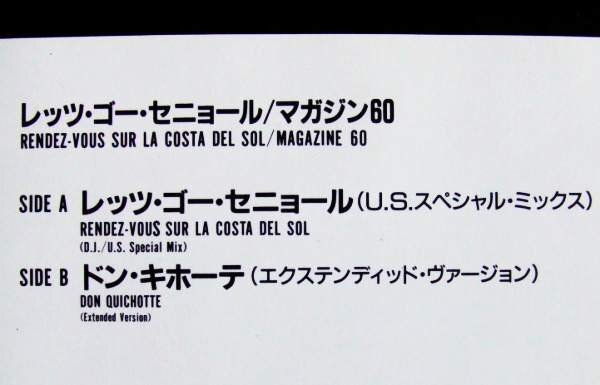 レッツ・ゴー・セニョール/マガジン60
RENDEZ-VOUS SUR LA COSTA DEL SOL/MAGAZINE 60
SIDE A レッツ・ゴー・セニョール(U.S.スペシャル・ミックス)
RENDEZ-VOUS SUR LA COSTA DEL SOL
(D.J./U.S. Special Mix)
SIDE B ドン・キホーテ(エクステンディッド・ヴァージョン)
DON QUICHOTTE
(Extended Version)